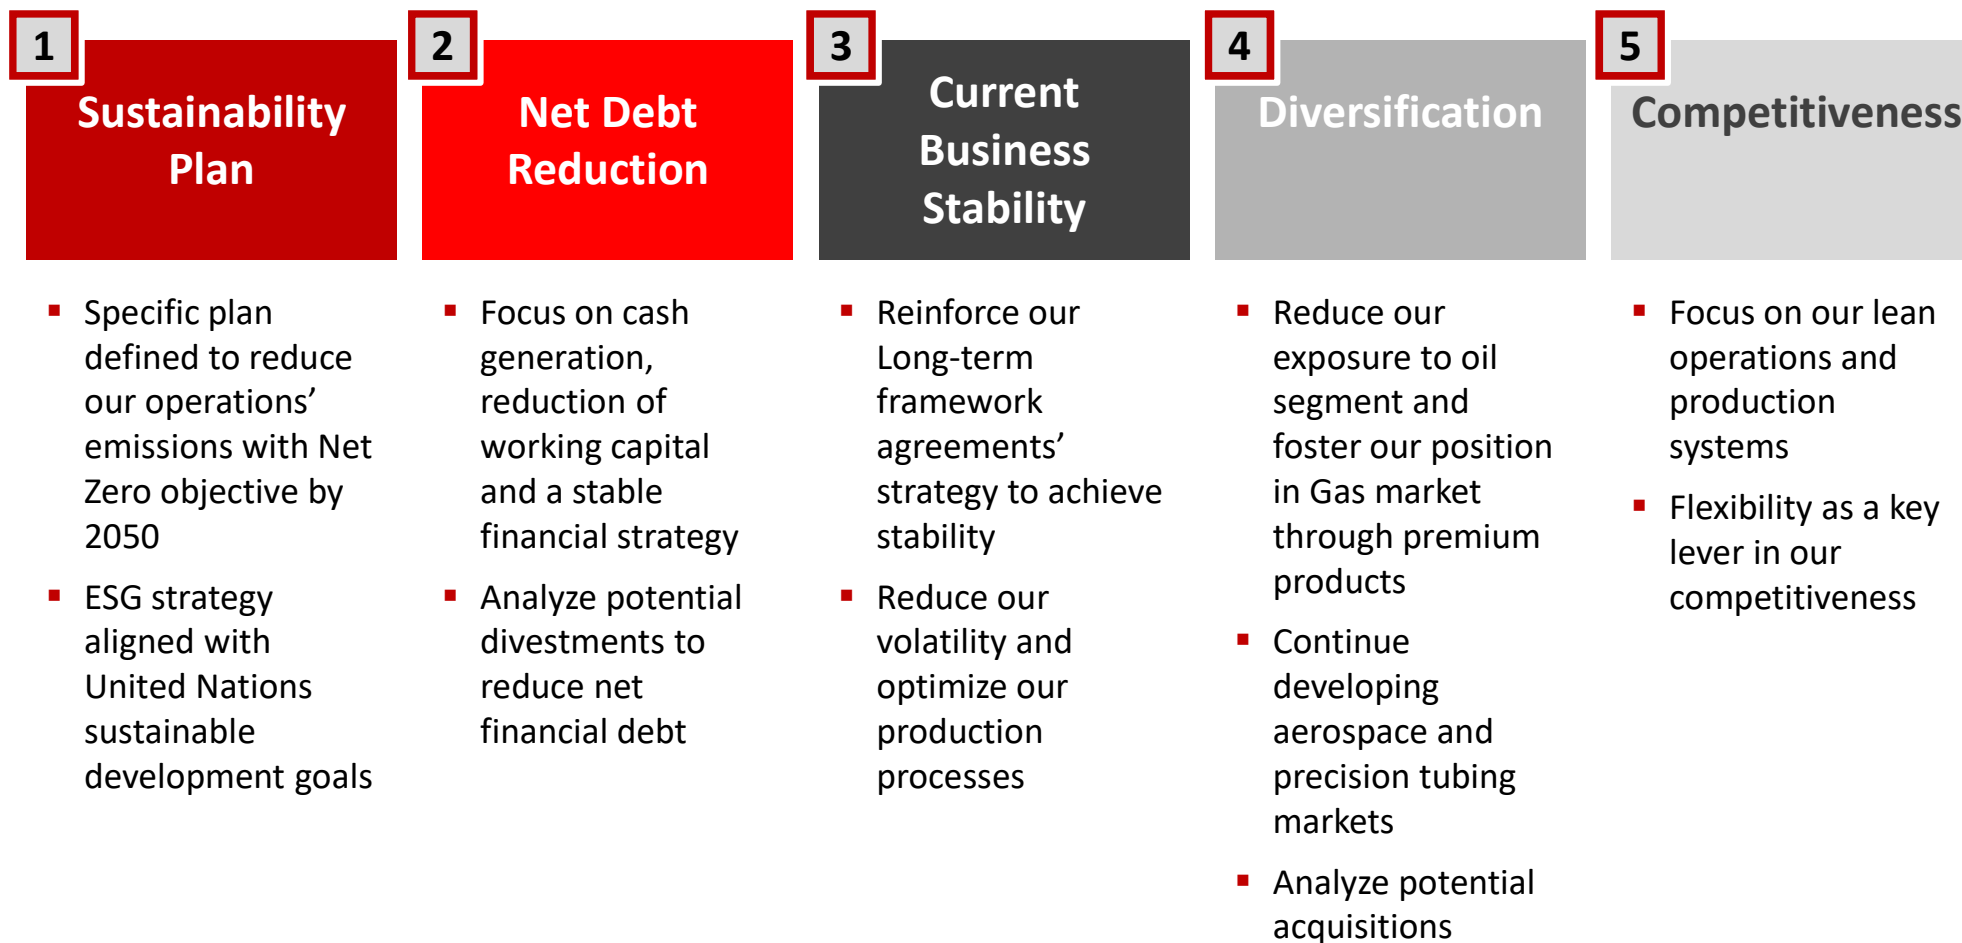 1
Sustainability
Plan
Specific plan
defined to reduce
our operations’
emissions with Net
Zero objective by
2050
ESG strategy
aligned with
United Nations
sustainable
development goals
2
Net Debt
Reduction
Focus on cash
generation,
reduction of
working capital
and a stable
financial strategy
Analyze potential
divestments to
reduce net
financial debt
3
Current
Business
Stability
Reinforce our
Long-term
framework
agreements’
strategy to achieve
stability
Reduce our
volatility and
optimize our
production
processes
4
Diversification
Reduce our
exposure to oil
segment and
foster our position
in Gas market
through premium
products
Continue
developing
aerospace and
precision tubing
markets
Analyze potential
acquisitions
5
Competitiveness
Focus on our lean
operations and
production
systems
Flexibility as a key
lever in our
competitiveness